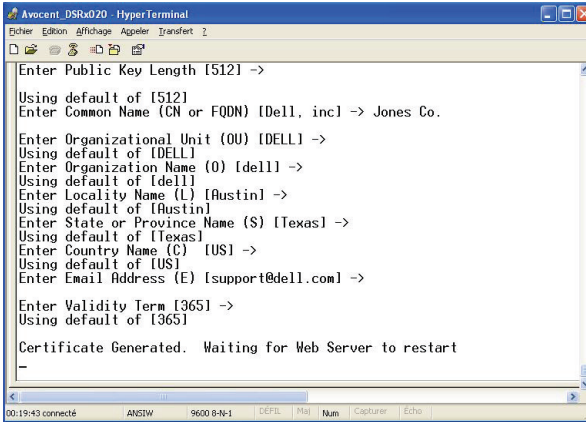 Avocent_DSRx020 - HyperTerminal
Fichier Edition Affichage Appeler Transfert ?
Enter Public Key Length [512] ->
Using default of [512]
Enter Common Name (CN or FQDN) [Dell, inc] -> Jones Co.
Enter Organizational Unit (OU) [DELL] ->
Using default of [DELL]
Enter Organization Name (O) [dell] ->
Using default of [dell]
Enter Locality Name (L) [Austin] ->
Using default of [Austin]
Enter State or Province Name (S) [Texas] ->
Using default of [Texas]
Enter Country Name (C)  [US] ->
Using default of [US]
Enter Email Address (E) [support@dell.com] ->
Enter Validity Term [365] ->
Using default of [365]
Certificate Generated.  Waiting for Web Server to restart
_
00:19:43 connecté ANSIW 9600 8-N-1 DÉFIL Maj Num Capturer Écho